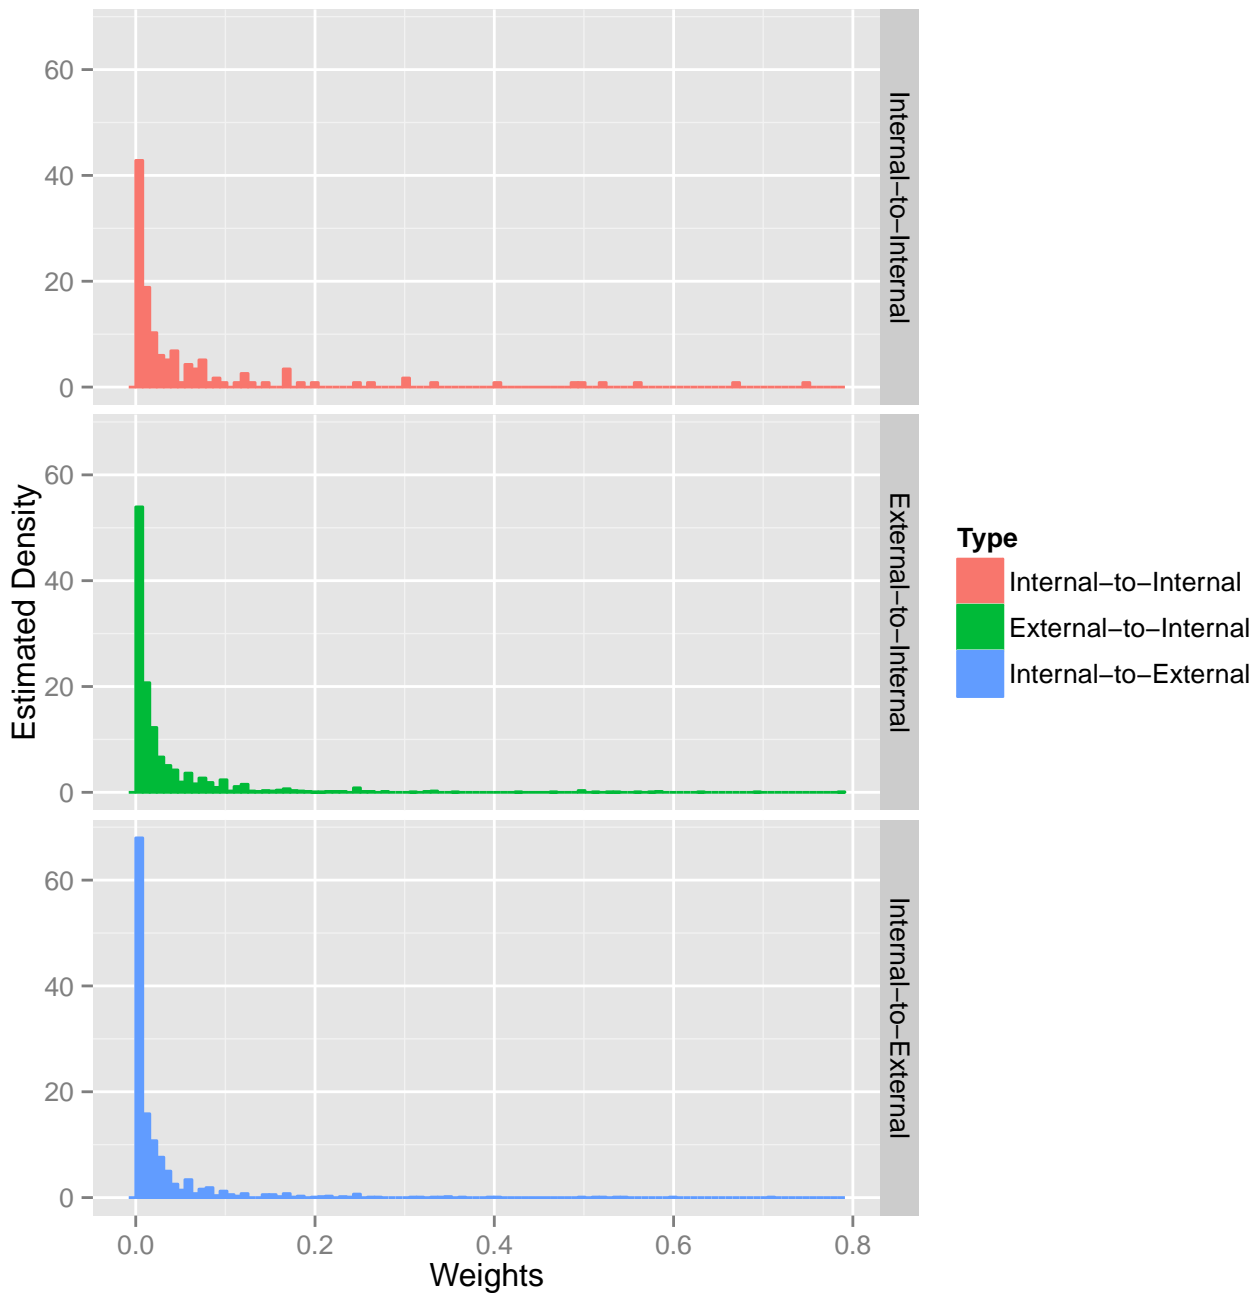 60
40
20
0
Internal−to−Internal
60
40
20
0
External−to−Internal
60
40
20
0
Internal−to−External
0.0 0.2 0.4 0.6 0.8
Weights
Estimated Density
Type
Internal−to−Internal
External−to−Internal
Internal−to−External